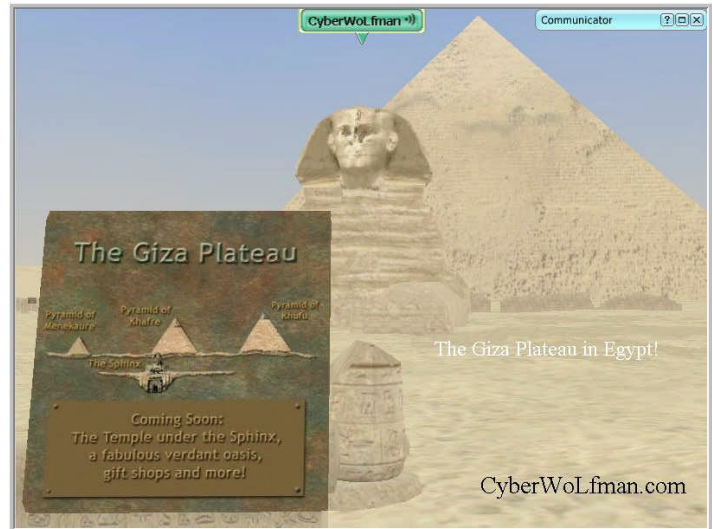 CyberWoLfman
Communicator
The Giza Plateau
Pyramid of
Menekaure
Pyramid of
Khafre
Pyramid of
Khufu
The Sphinx
Coming Soon:
The Temple under the Sphinx,
a fabulous verdant oasis,
gift shops and more!
The Giza Plateau in Egypt!
CyberWoLfman.com